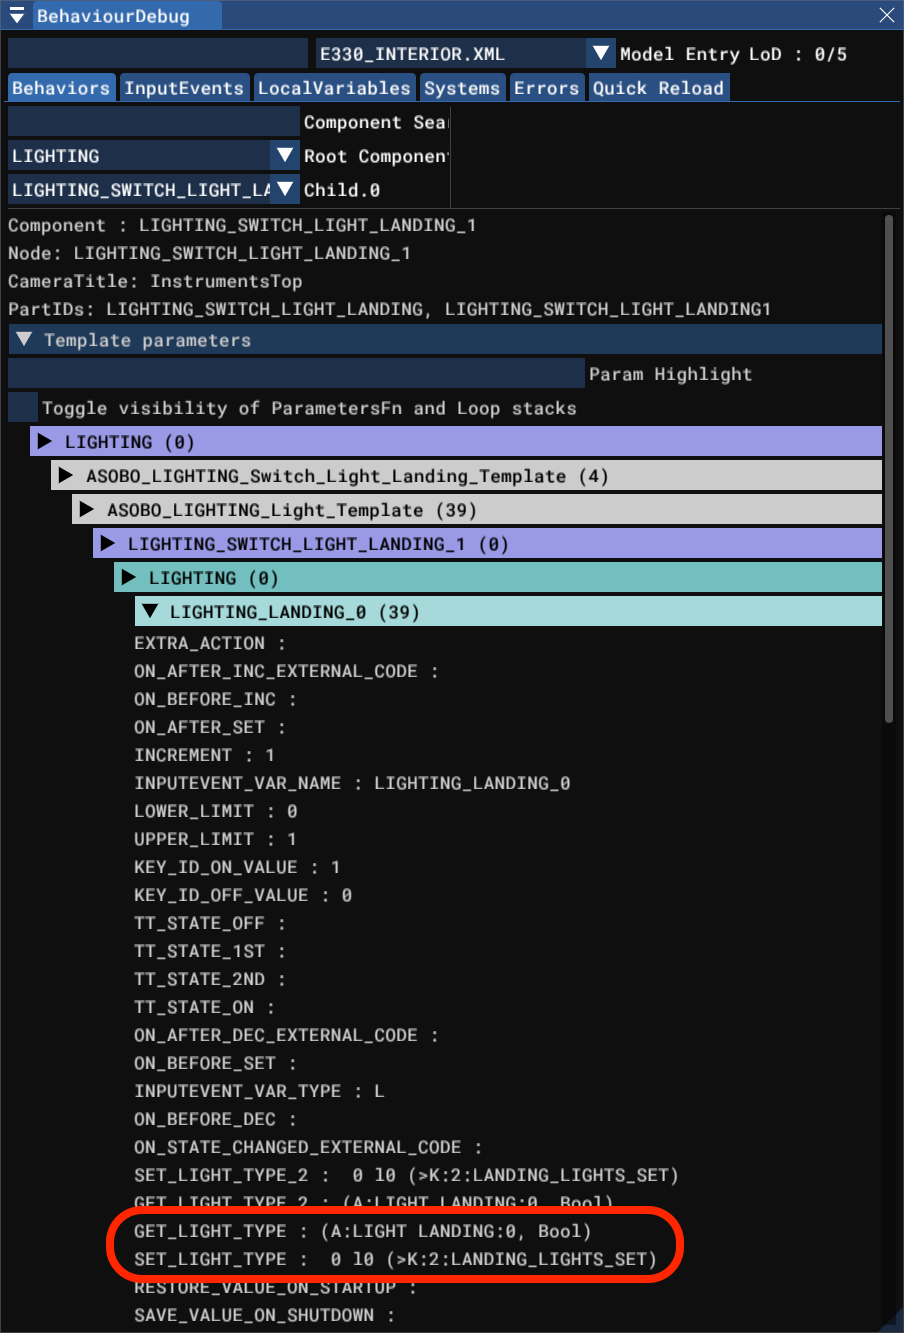 BehaviourDebug
E330_INTERIOR.XML Model Entry LoD : 0/5
Behaviors InputEvents LocalVariables Systems Errors Quick Reload
Component Sea
LIGHTING Root Componen
LIGHTING_SWITCH_LIGHT_LA Child.0
Component : LIGHTING_SWITCH_LIGHT_LANDING_1
Node: LIGHTING_SWITCH_LIGHT_LANDING_1
CameraTitle: InstrumentsTop
PartIDs: LIGHTING_SWITCH_LIGHT_LANDING, LIGHTING_SWITCH_LIGHT_LANDING1
Template parameters
Param Highlight
Toggle visibility of ParametersFn and Loop stacks
LIGHTING (0)
ASOBO_LIGHTING_Switch_Light_Landing_Template (4)
ASOBO_LIGHTING_Light_Template (39)
LIGHTING_SWITCH_LIGHT_LANDING_1 (0)
LIGHTING (0)
LIGHTING_LANDING_0 (39)
EXTRA_ACTION :
ON_AFTER_INC_EXTERNAL_CODE :
ON_BEFORE_INC :
ON_AFTER_SET :
INCREMENT : 1
INPUTEVENT_VAR_NAME : LIGHTING_LANDING_0
LOWER_LIMIT : 0
UPPER_LIMIT : 1
KEY_ID_ON_VALUE : 1
KEY_ID_OFF_VALUE : 0
TT_STATE_OFF :
TT_STATE_1ST :
TT_STATE_2ND :
TT_STATE_ON :
ON_AFTER_DEC_EXTERNAL_CODE :
ON_BEFORE_SET :
INPUTEVENT_VAR_TYPE : L
ON_BEFORE_DEC :
ON_STATE_CHANGED_EXTERNAL_CODE :
SET_LIGHT_TYPE_2 :  0 l0 (>K:2:LANDING_LIGHTS_SET)
GET_LIGHT_TYPE_2 : (A:LIGHT LANDING:0, Bool)
GET_LIGHT_TYPE : (A:LIGHT LANDING:0, Bool)
SET_LIGHT_TYPE :  0 l0 (>K:2:LANDING_LIGHTS_SET)
RESTORE_VALUE_ON_STARTUP :
SAVE_VALUE_ON_SHUTDOWN :